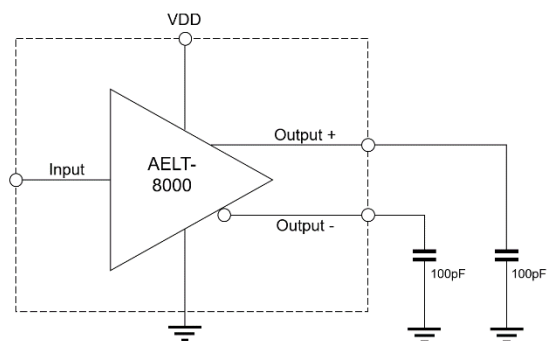 VDD
Output +
AELT-
8000
Input
Output -
100pF
100pF